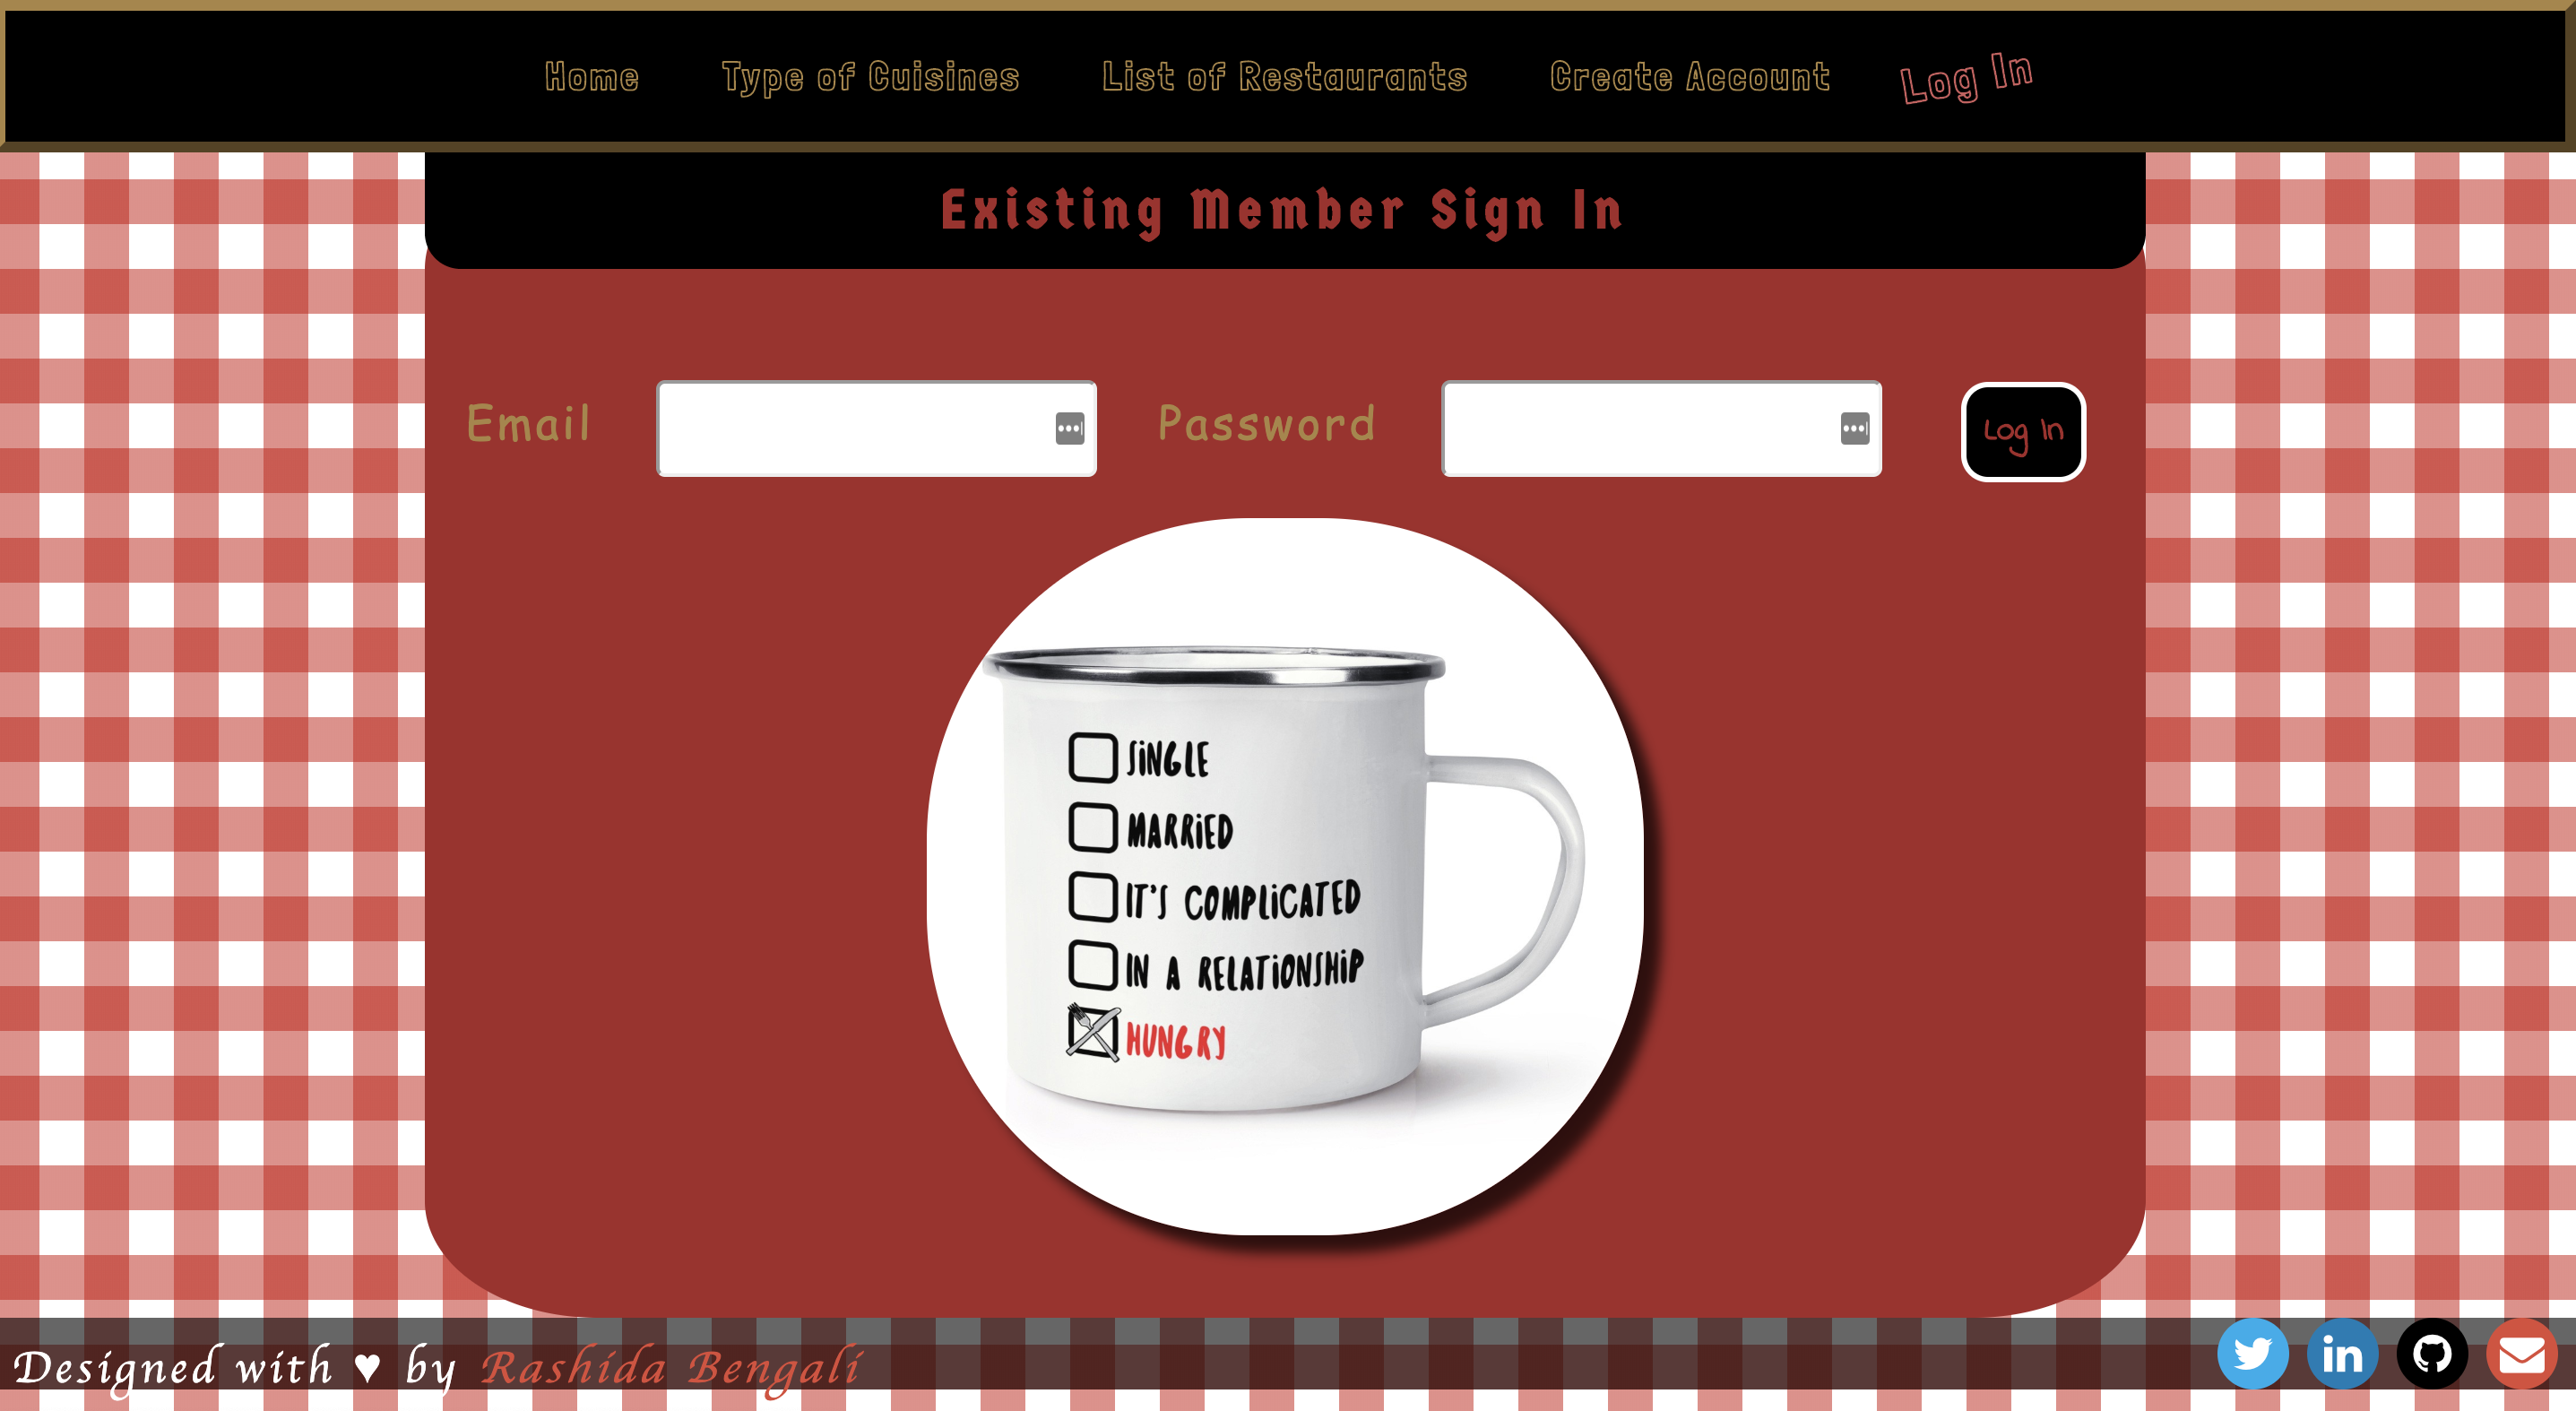 Home Type of Cuisines List of Restaurants Create Account Log In
Existing Member Sign In
Email Password Log In
SINGLE
MARRIED
IT'S COMPLICATED
IN A RELATIONSHIP
HUNGRY
Designed with ♥ by Rashida Bengali